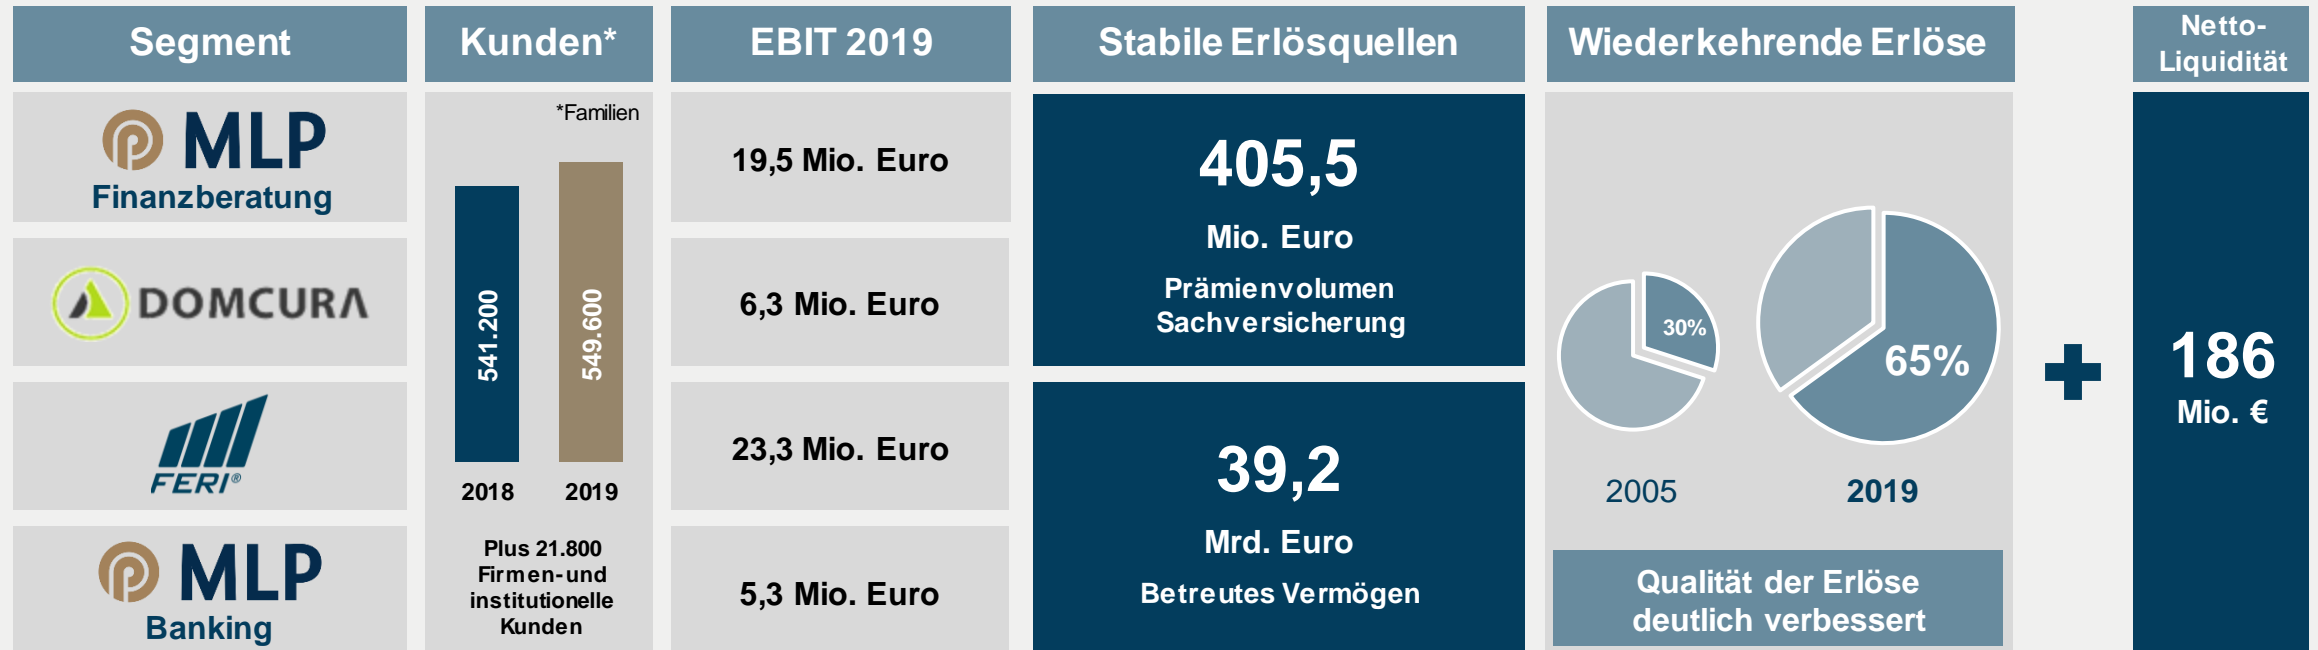 Segment
Kunden*
EBIT 2019
Stabile Erlösquellen
Wiederkehrende Erlöse
Netto-
Liquidität
MLP
Finanzberatung
DOMCURA
FERI®
MLP
Banking
*Familien
541.200
549.600
2018
2019
Plus 21.800
Firmen- und
institutionelle
Kunden
19,5 Mio. Euro
6,3 Mio. Euro
23,3 Mio. Euro
5,3 Mio. Euro
405,5
Mio. Euro
Prämienvolumen
Sachversicherung
39,2
Mrd. Euro
Betreutes Vermögen
30%
65%
2005
2019
Qualität der Erlöse
deutlich verbessert
186
Mio. €